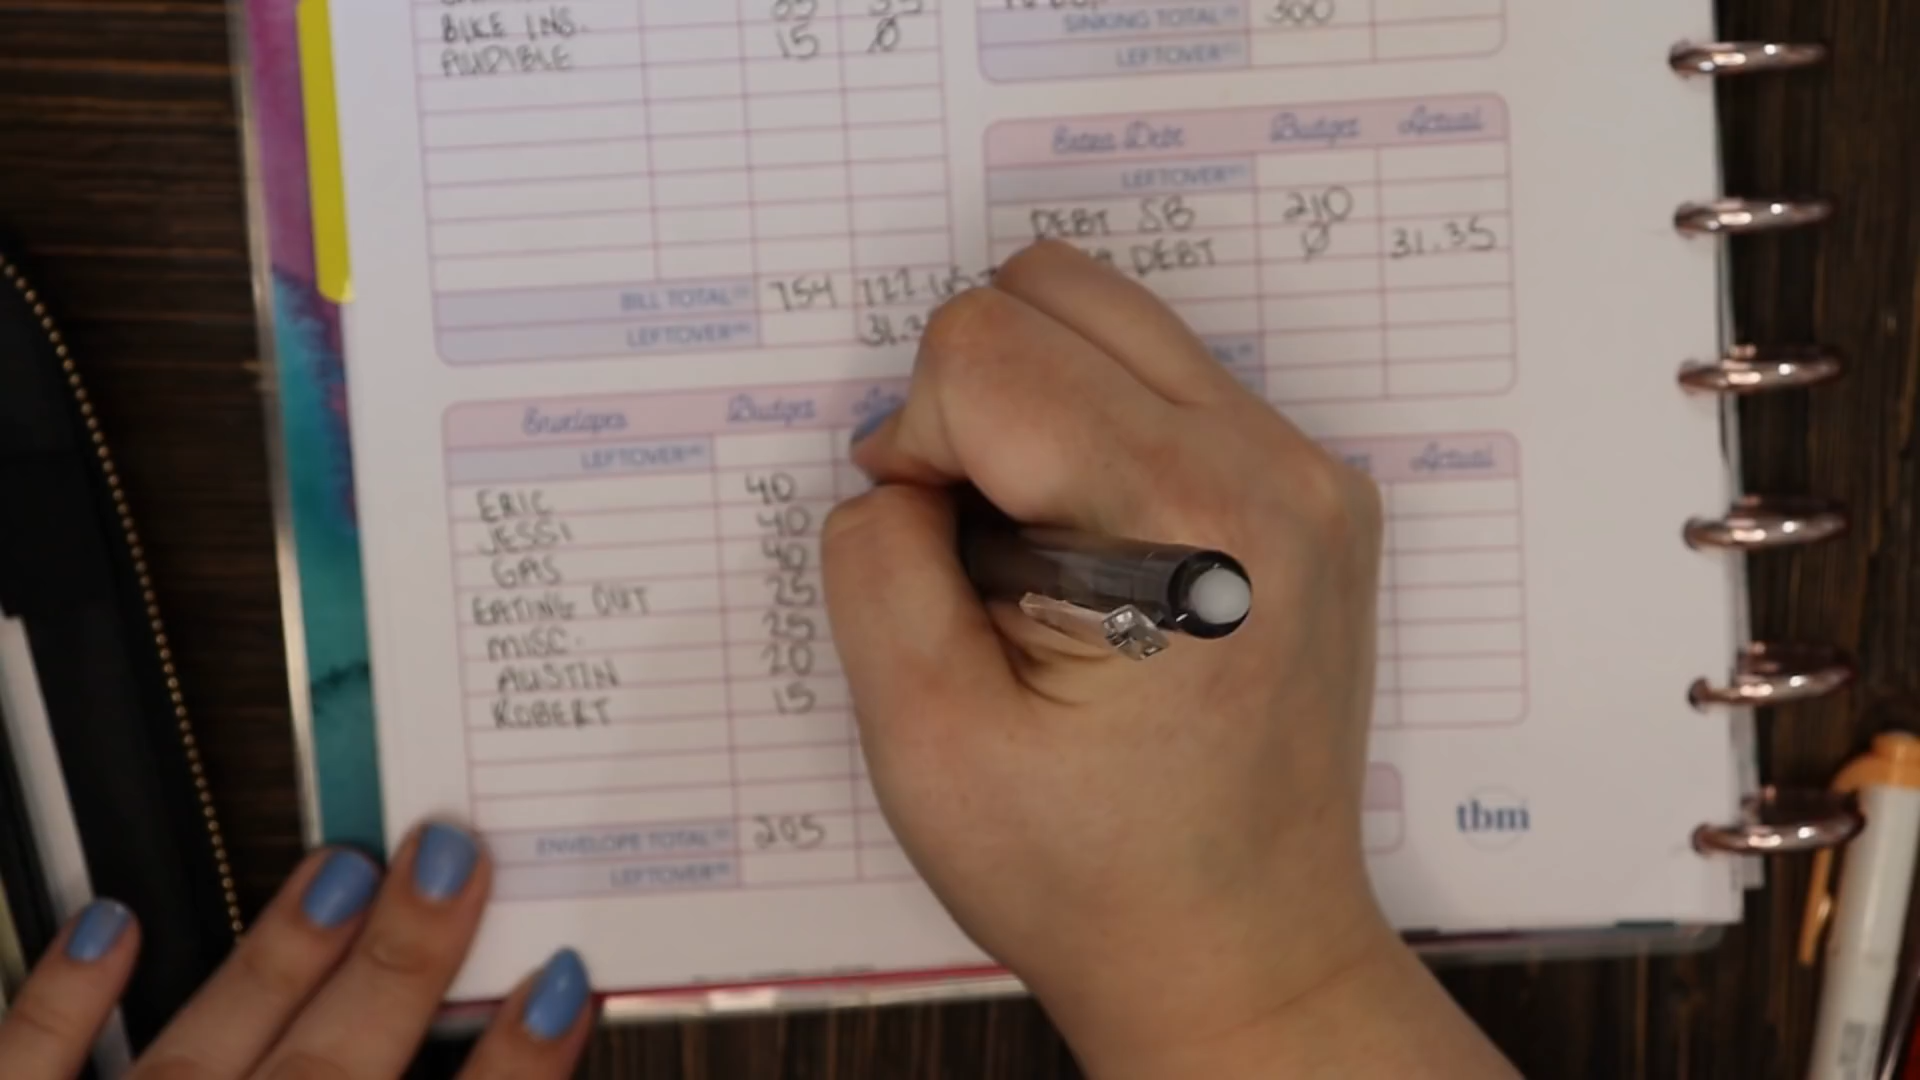 BIKE INS.
AUDIBLE 15 Ø
BILL TOTAL 754
LEFTOVER
SINKING TOTAL 300
LEFTOVER
Extra Debt Budget Actual
LEFTOVER
DEBT SB 210
DEBT Ø 31.35
Envelopes Budget
LEFTOVER
ERIC 40
JESSI 40
GAS 40
EATING OUT 25
MISC. 25
AUSTIN 20
ROBERT 15
ENVELOPE TOTAL 205
LEFTOVER
Actual
tbm